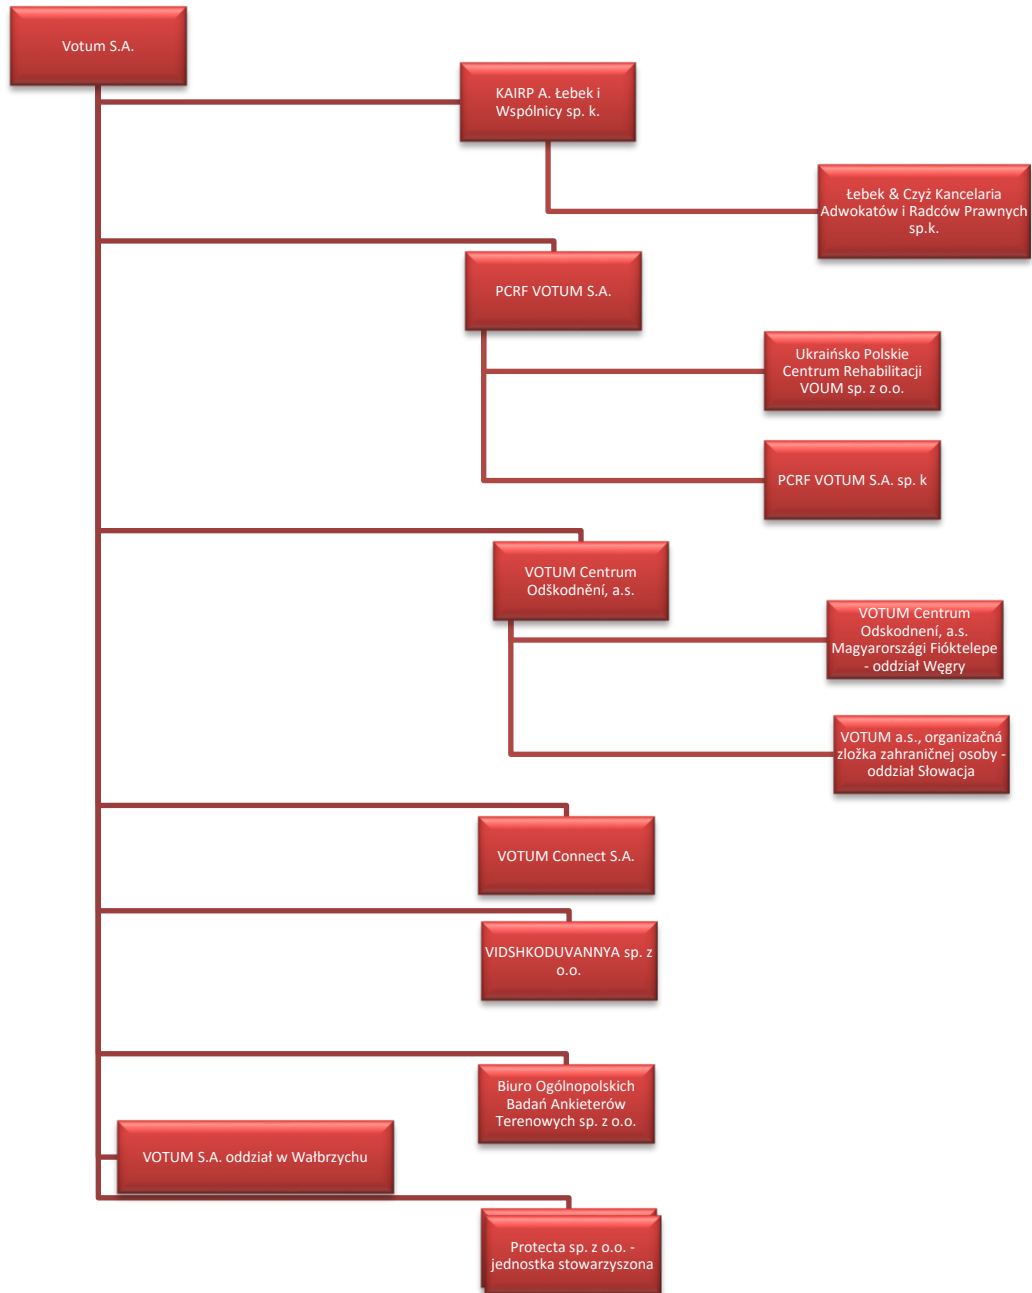 Votum S.A.
KAIRP A. Łebek i
Wspólnicy sp. k.
Łebek & Czyż Kancelaria
Adwokatów i Radców Prawnych
sp.k.
PCRF VOTUM S.A.
Ukraińsko Polskie
Centrum Rehabilitacji
VOUM sp. z o.o.
PCRF VOTUM S.A. sp. k
VOTUM Centrum
Odškodnění, a.s.
VOTUM Centrum
Odskodnení, a.s.
Magyarországi Fióktelepe
- oddział Węgry
VOTUM a.s., organizačná
zložka zahraničnej osoby -
oddział Słowacja
VOTUM Connect S.A.
VIDSHKODUVANNYA sp. z
o.o.
Biuro Ogólnopolskich
Badań Ankieterów
Terenowych sp. z o.o.
VOTUM S.A. oddział w Wałbrzychu
Protecta sp. z o.o. -
jednostka stowarzyszona